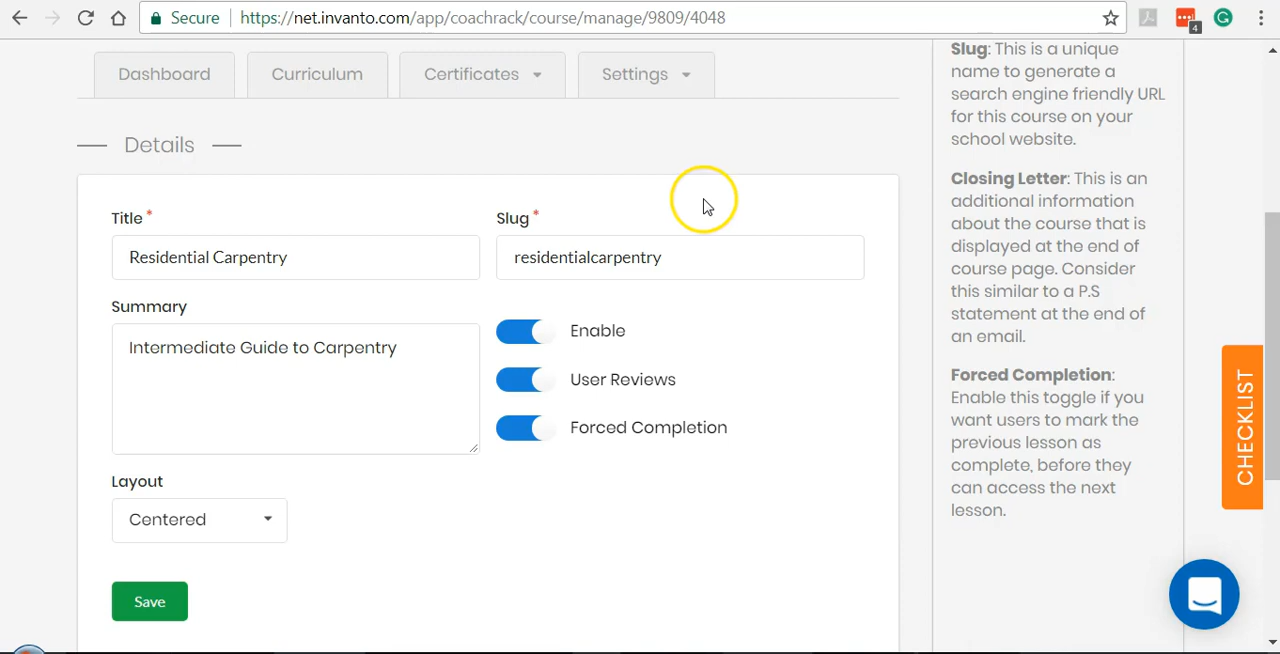 Secure https://net.invanto.com/app/coachrack/course/manage/9809/4048
4
Dashboard Curriculum Certificates Settings
Details
Title * Slug *
Residential Carpentry residentialcarpentry
Summary
Intermediate Guide to Carpentry
Enable
User Reviews
Forced Completion
Layout
Centered
Save
Slug: This is a unique
name to generate a
search engine friendly URL
for this course on your
school website.
Closing Letter: This is an
additional information
about the course that is
displayed at the end of
course page. Consider
this similar to a P.S
statement at the end of
an email.
Forced Completion:
Enable this toggle if you
want users to mark the
previous lesson as
complete, before they
can access the next
lesson.
CHECKLIST